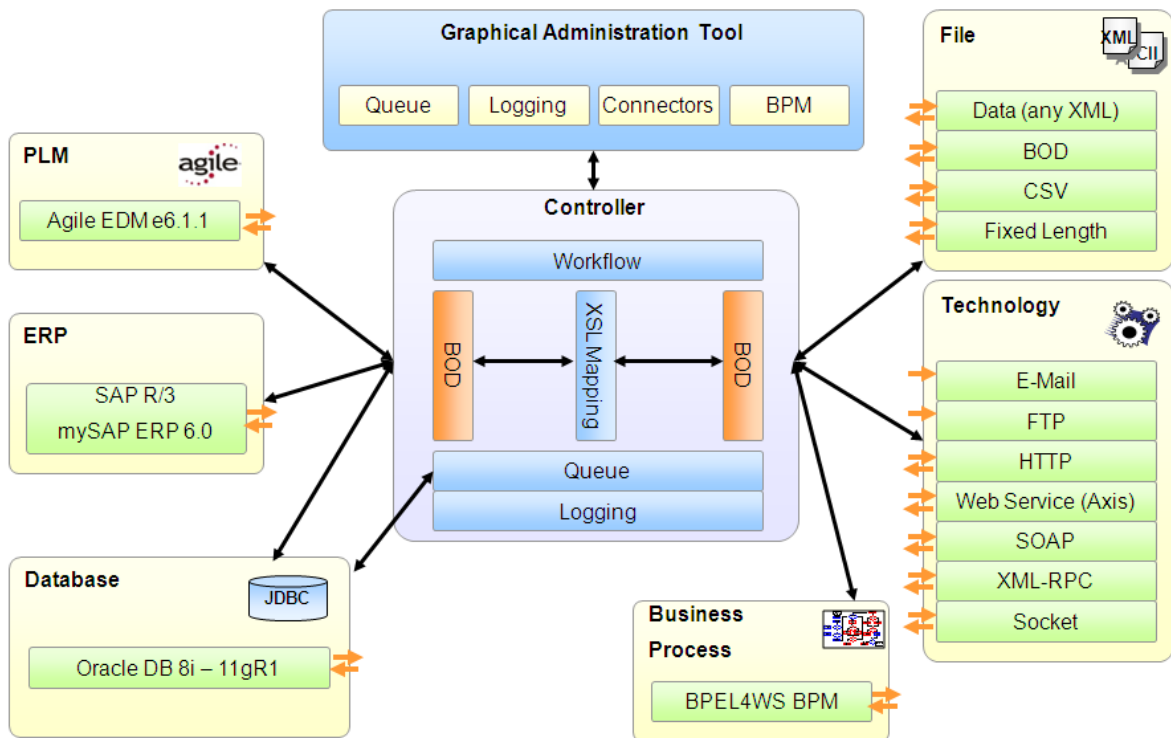 Graphical Administration Tool
Queue
Logging
Connectors
BPM
File
XML
CII
Data (any XML)
BOD
CSV
Fixed Length
PLM
agile
Agile EDM e6.1.1
Controller
Workflow
BOD
XSL Mapping
BOD
Queue
Logging
ERP
SAP R/3
mySAP ERP 6.0
Technology
E-Mail
FTP
HTTP
Web Service (Axis)
SOAP
XML-RPC
Socket
Database
JDBC
Oracle DB 8i – 11gR1
Business
Process
BPEL4WS BPM